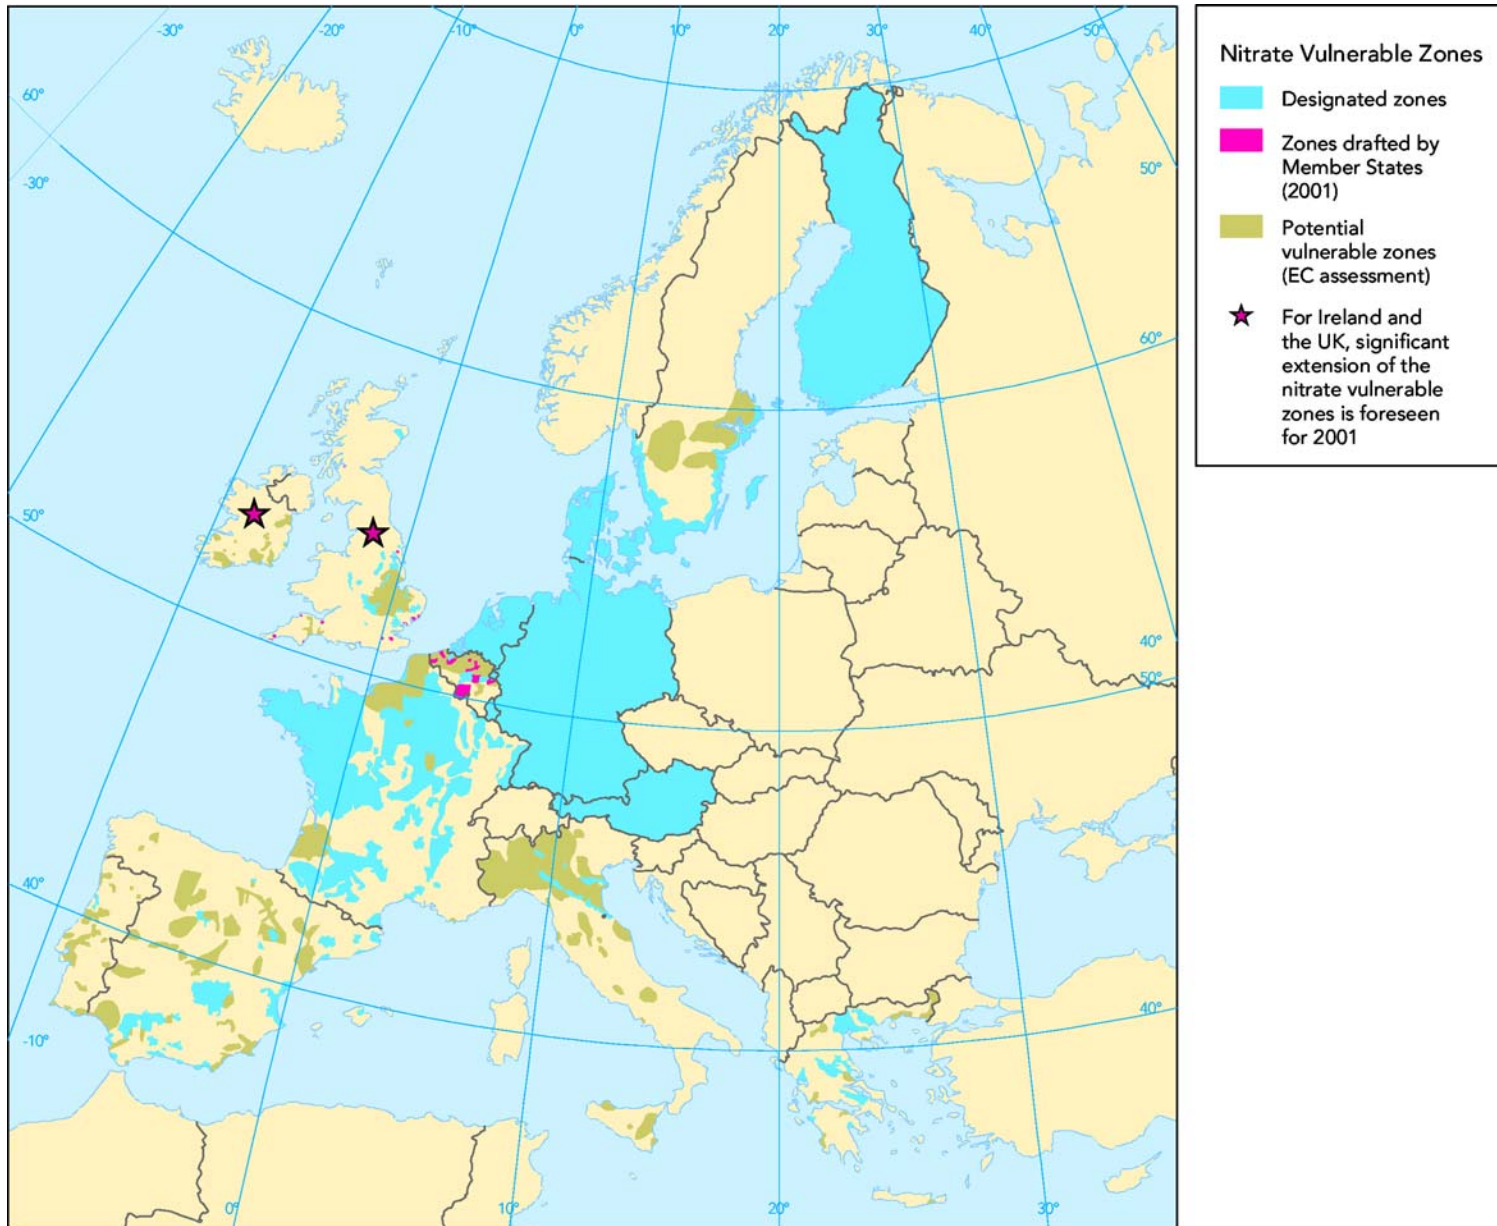 -30°
-20°
-10°
0°
10°
20°
30°
40°
50°
60°
-30°
50°
40°
-10°
50°
60°
40°
50°
40°
0°
10°
20°
30°
Nitrate Vulnerable Zones
Designated zones
Zones drafted by
Member States
(2001)
Potential
vulnerable zones
(EC assessment)
For Ireland and
the UK, significant
extension of the
nitrate vulnerable
zones is foreseen
for 2001